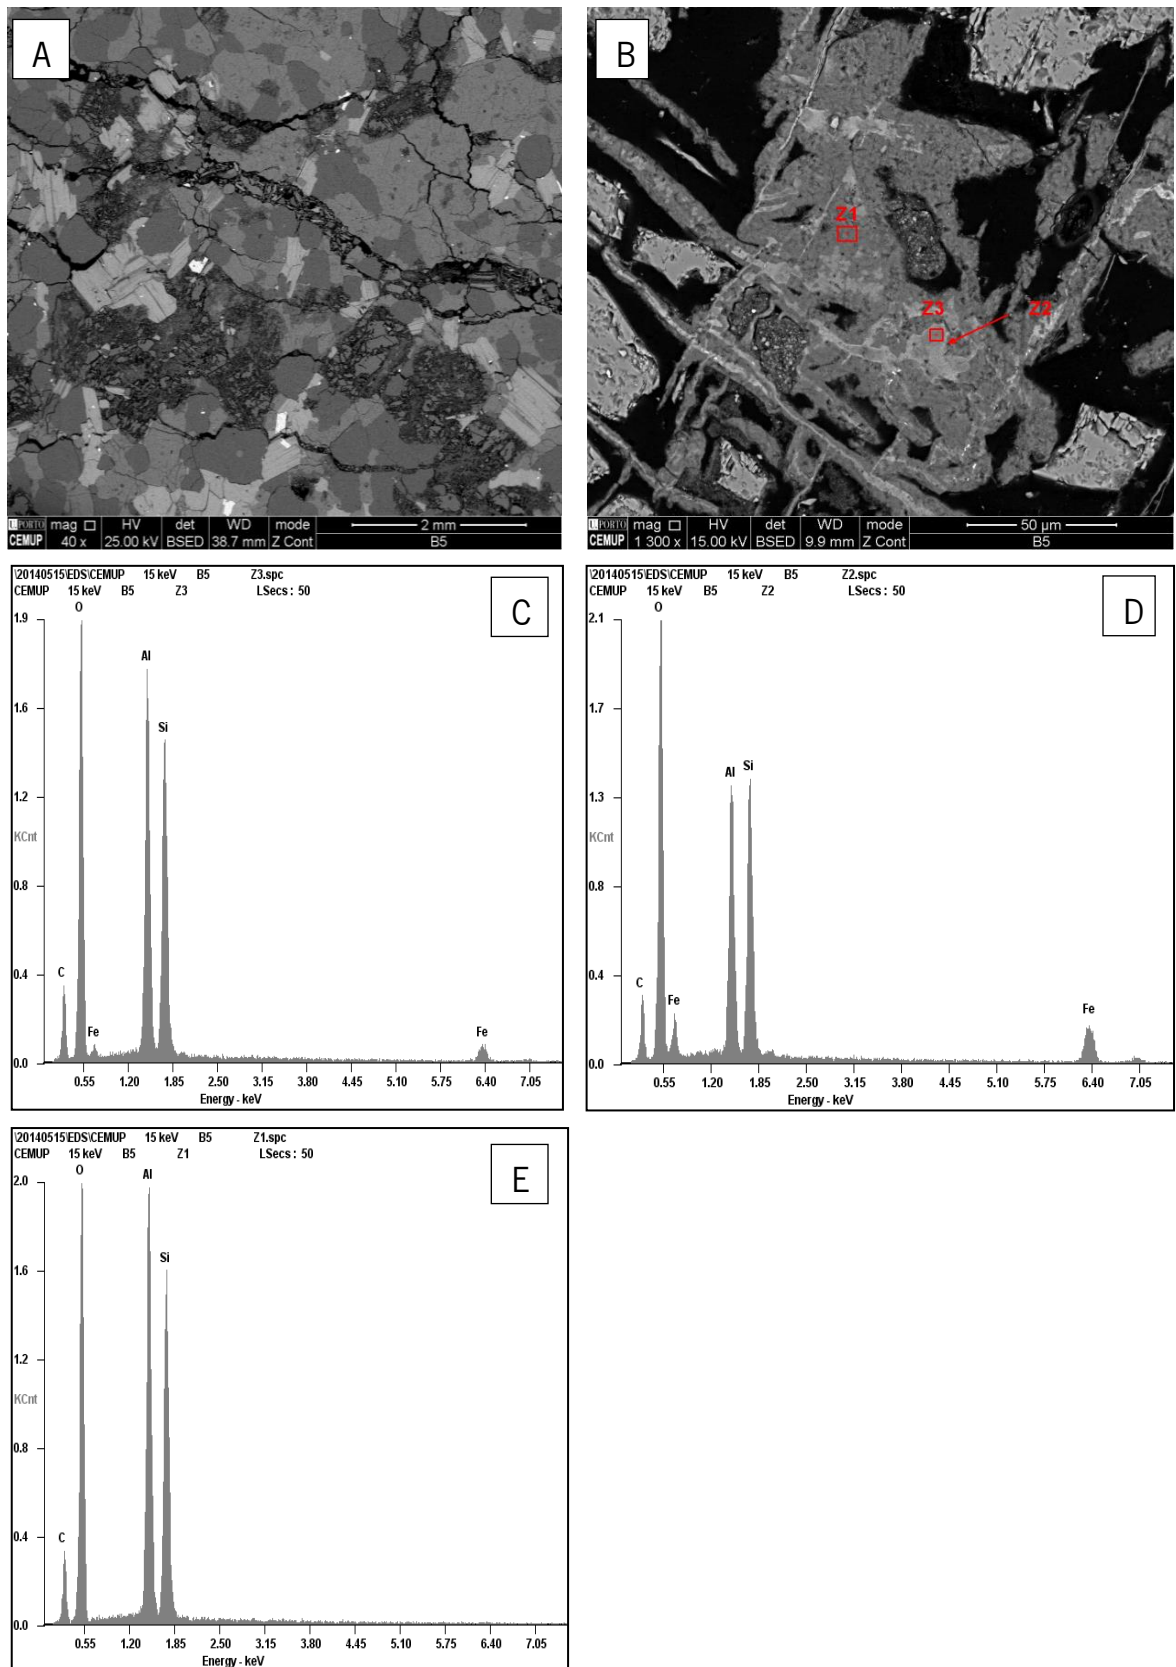 A
B
Z1
Z3
Z2
U.PORTO
CEMUP
mag □ HV det WD mode
40 x 25.00 kV BSED 38.7 mm Z Cont
2 mm
B5
U.PORTO
CEMUP
mag □ HV det WD mode
1 300 x 15.00 kV BSED 9.9 mm Z Cont
50 µm
B5
\20140515\EDS\CEMUP 15 keV B5 Z3.spc
CEMUP 15 keV B5 Z3 LSecs : 50
C
O
1.9
Al
Si
1.6
1.2
KCnt
0.8
0.4
C
Fe
Fe
0.0
0.55 1.20 1.85 2.50 3.15 3.80 4.45 5.10 5.75 6.40 7.05
Energy - keV
\20140515\EDS\CEMUP 15 keV B5 Z2.spc
CEMUP 15 keV B5 Z2 LSecs : 50
D
O
2.1
1.7
Al
Si
1.3
KCnt
0.8
0.4
C
Fe
Fe
0.0
0.55 1.20 1.85 2.50 3.15 3.80 4.45 5.10 5.75 6.40 7.05
Energy - keV
\20140515\EDS\CEMUP 15 keV B5 Z1.spc
CEMUP 15 keV B5 Z1 LSecs : 50
E
O
Al
2.0
Si
1.6
1.2
KCnt
0.8
0.4
C
0.0
0.55 1.20 1.85 2.50 3.15 3.80 4.45 5.10 5.75 6.40 7.05
Energy - keV